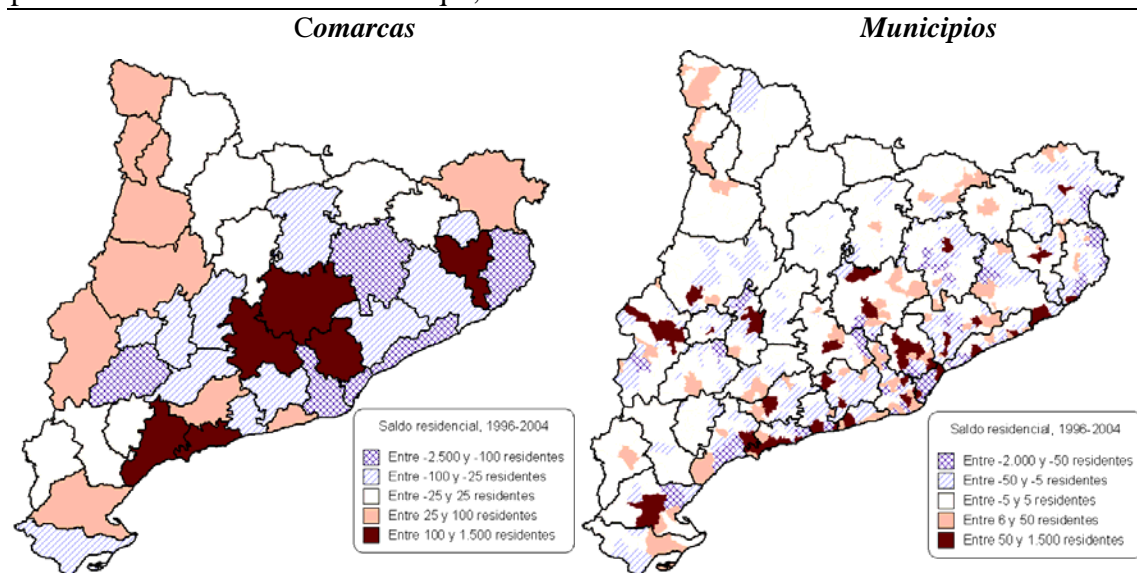 Comarcas
Municipios
Saldo residencial, 1996-2004
Entre -2.500 y -100 residentes
Entre -100 y -25 residentes
Entre -25 y 25 residentes
Entre 25 y 100 residentes
Entre 100 y 1.500 residentes
Saldo residencial, 1996-2004
Entre -2.000 y -50 residentes
Entre -50 y -5 residentes
Entre -5 y 5 residentes
Entre 6 y 50 residentes
Entre 50 y 1.500 residentes